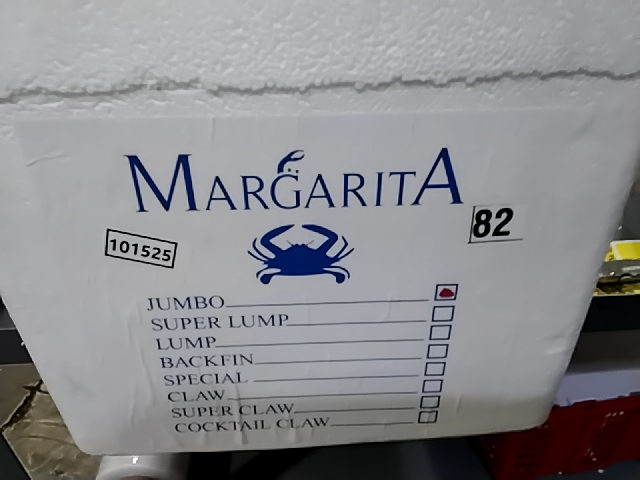 MARGARITA
82
101525
JUMBO
SUPER LUMP
LUMP
BACKFIN
SPECIAL
CLAW
SUPER CLAW
COCKTAIL CLAW